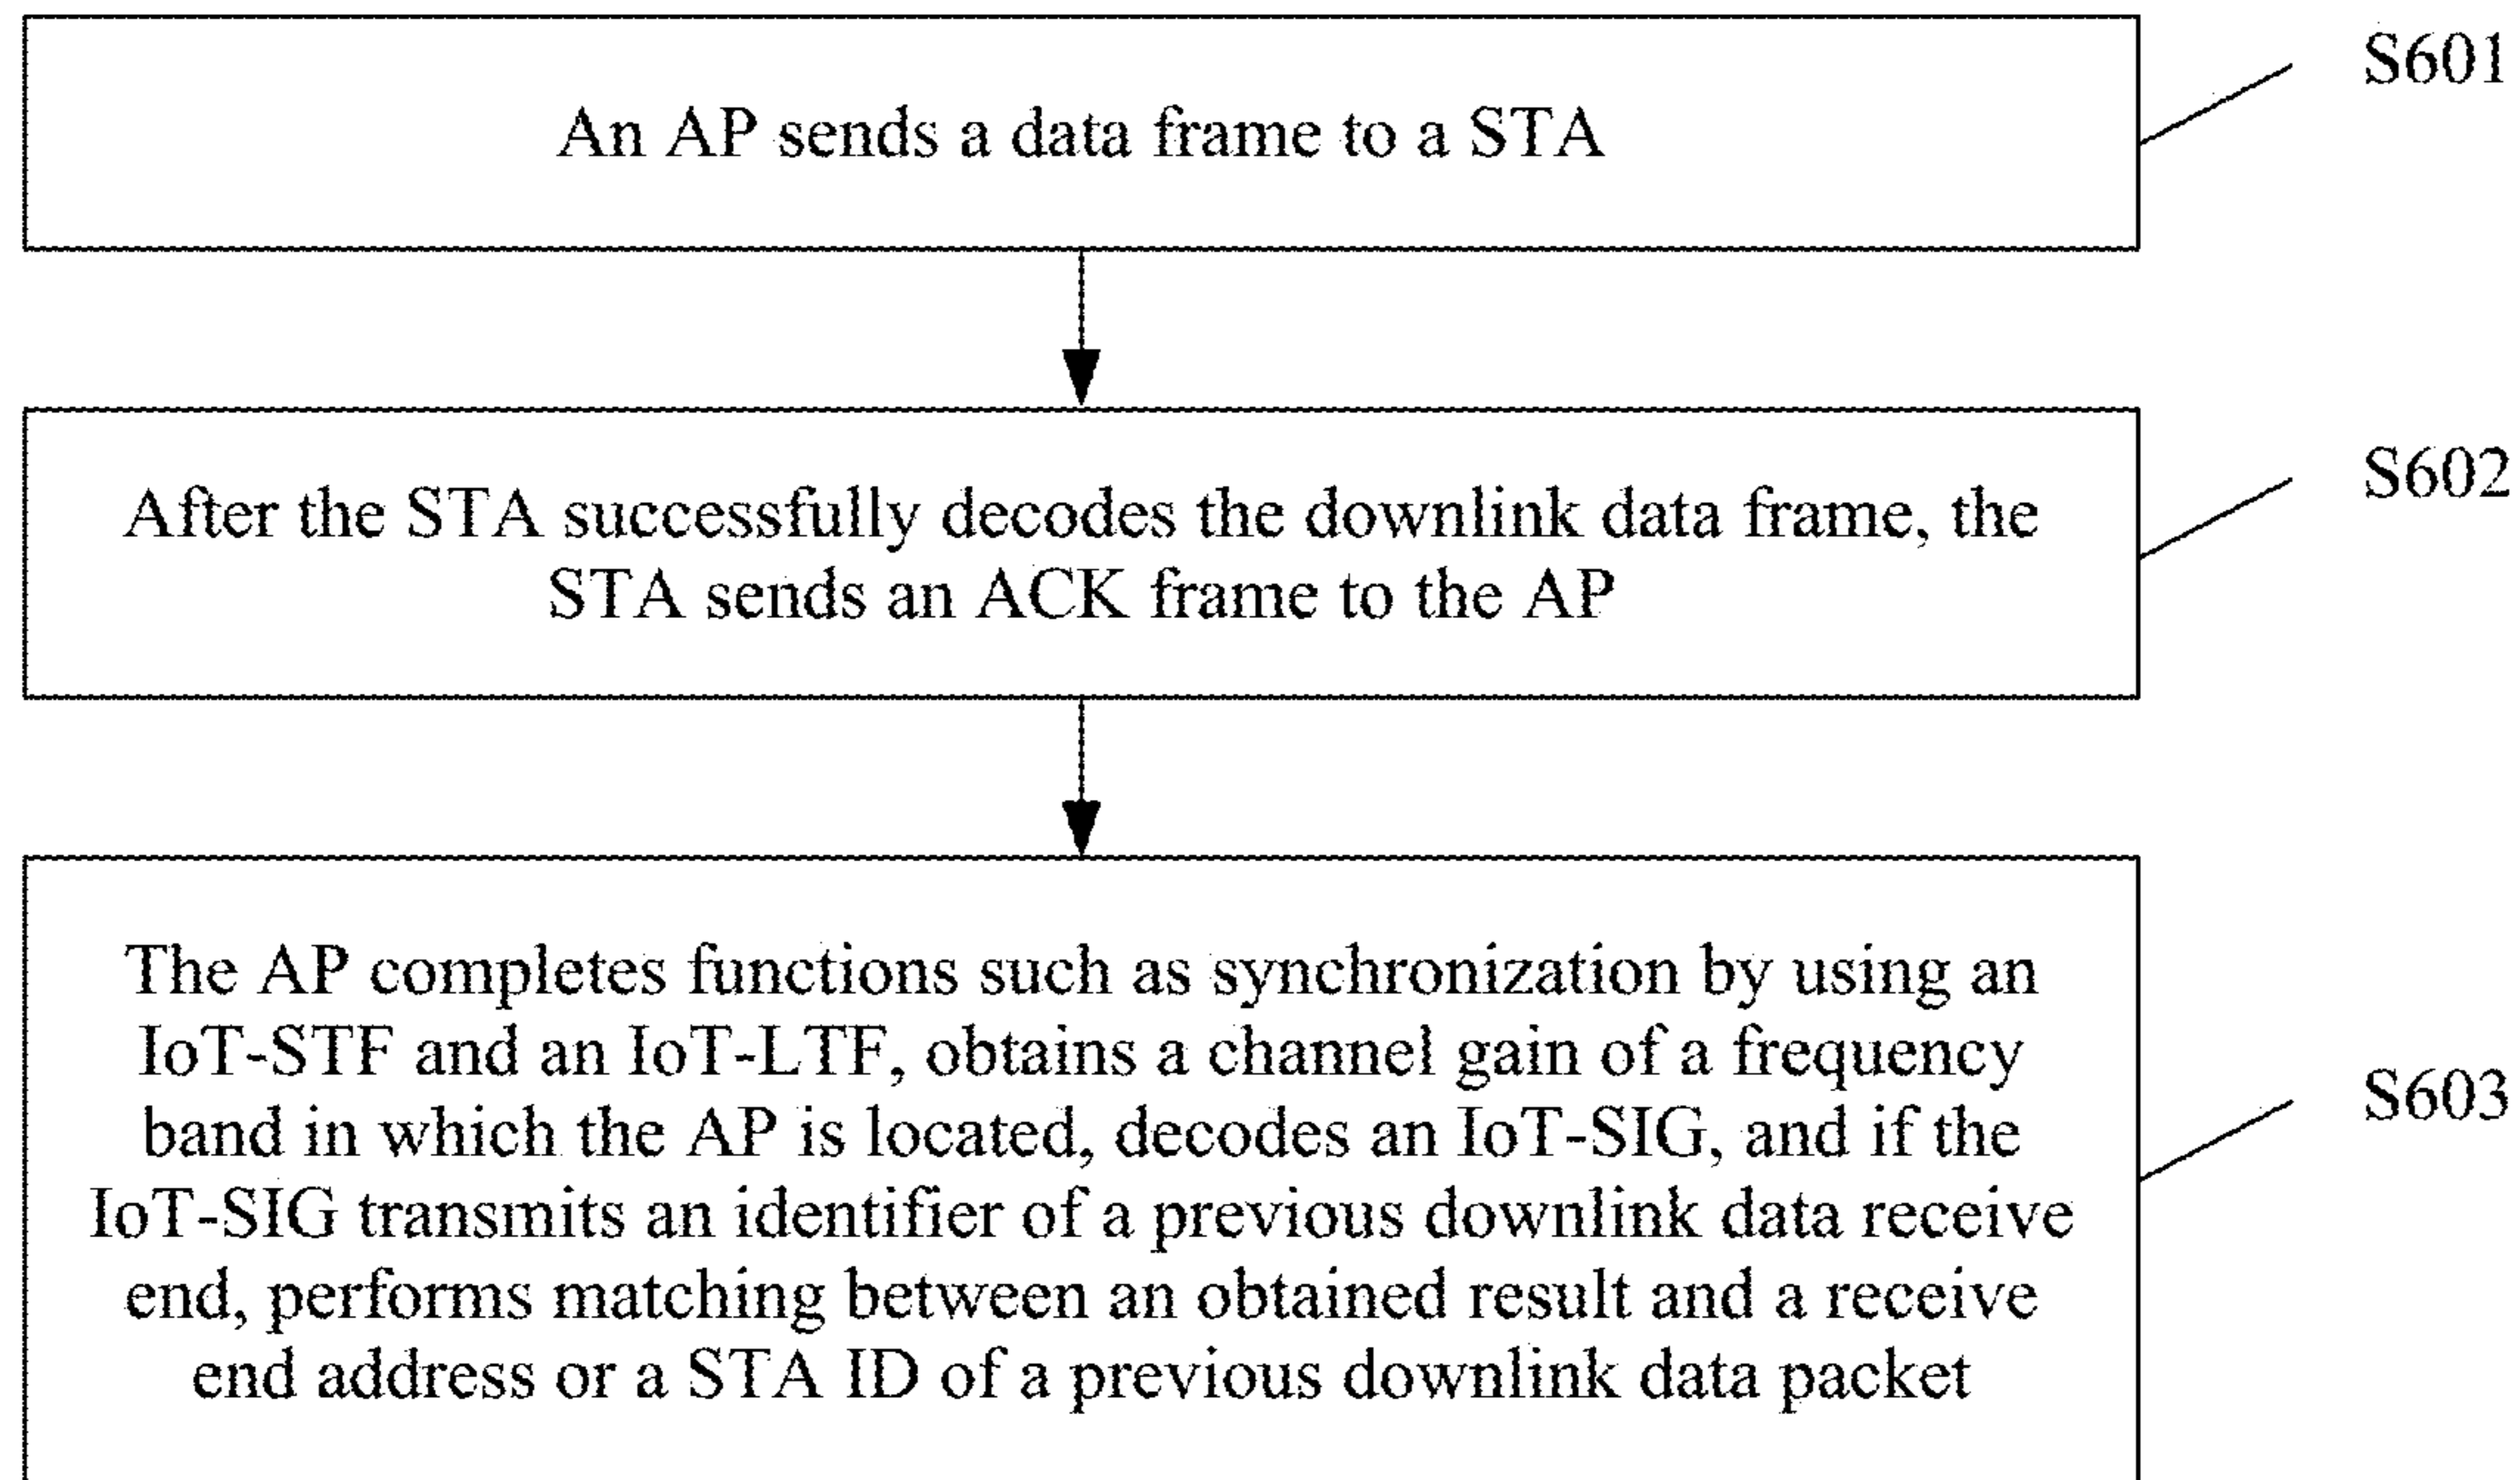 An AP sends a data frame to a STA
S601
After the STA successfully decodes the downlink data frame, the
STA sends an ACK frame to the AP
S602
The AP completes functions such as synchronization by using an
IoT-STF and an IoT-LTF, obtains a channel gain of a frequency
band in which the AP is located, decodes an IoT-SIG, and if the
IoT-SIG transmits an identifier of a previous downlink data receive
end, performs matching between an obtained result and a receive
end address or a STA ID of a previous downlink data packet
S603